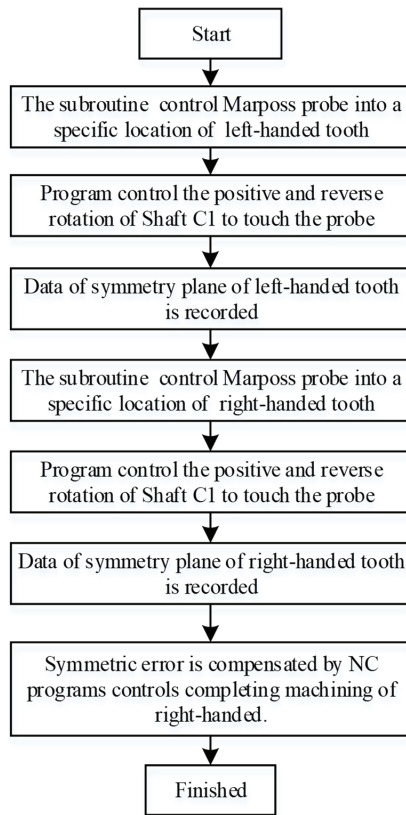 Start
The subroutine control Marposs probe into a
specific location of left-handed tooth
Program control the positive and reverse
rotation of Shaft C1 to touch the probe
Data of symmetry plane of left-handed tooth
is recorded
The subroutine control Marposs probe into a
specific location of right-handed tooth
Program control the positive and reverse
rotation of Shaft C1 to touch the probe
Data of symmetry plane of right-handed tooth
is recorded
Symmetric error is compensated by NC
programs controls completing machining of
right-handed.
Finished